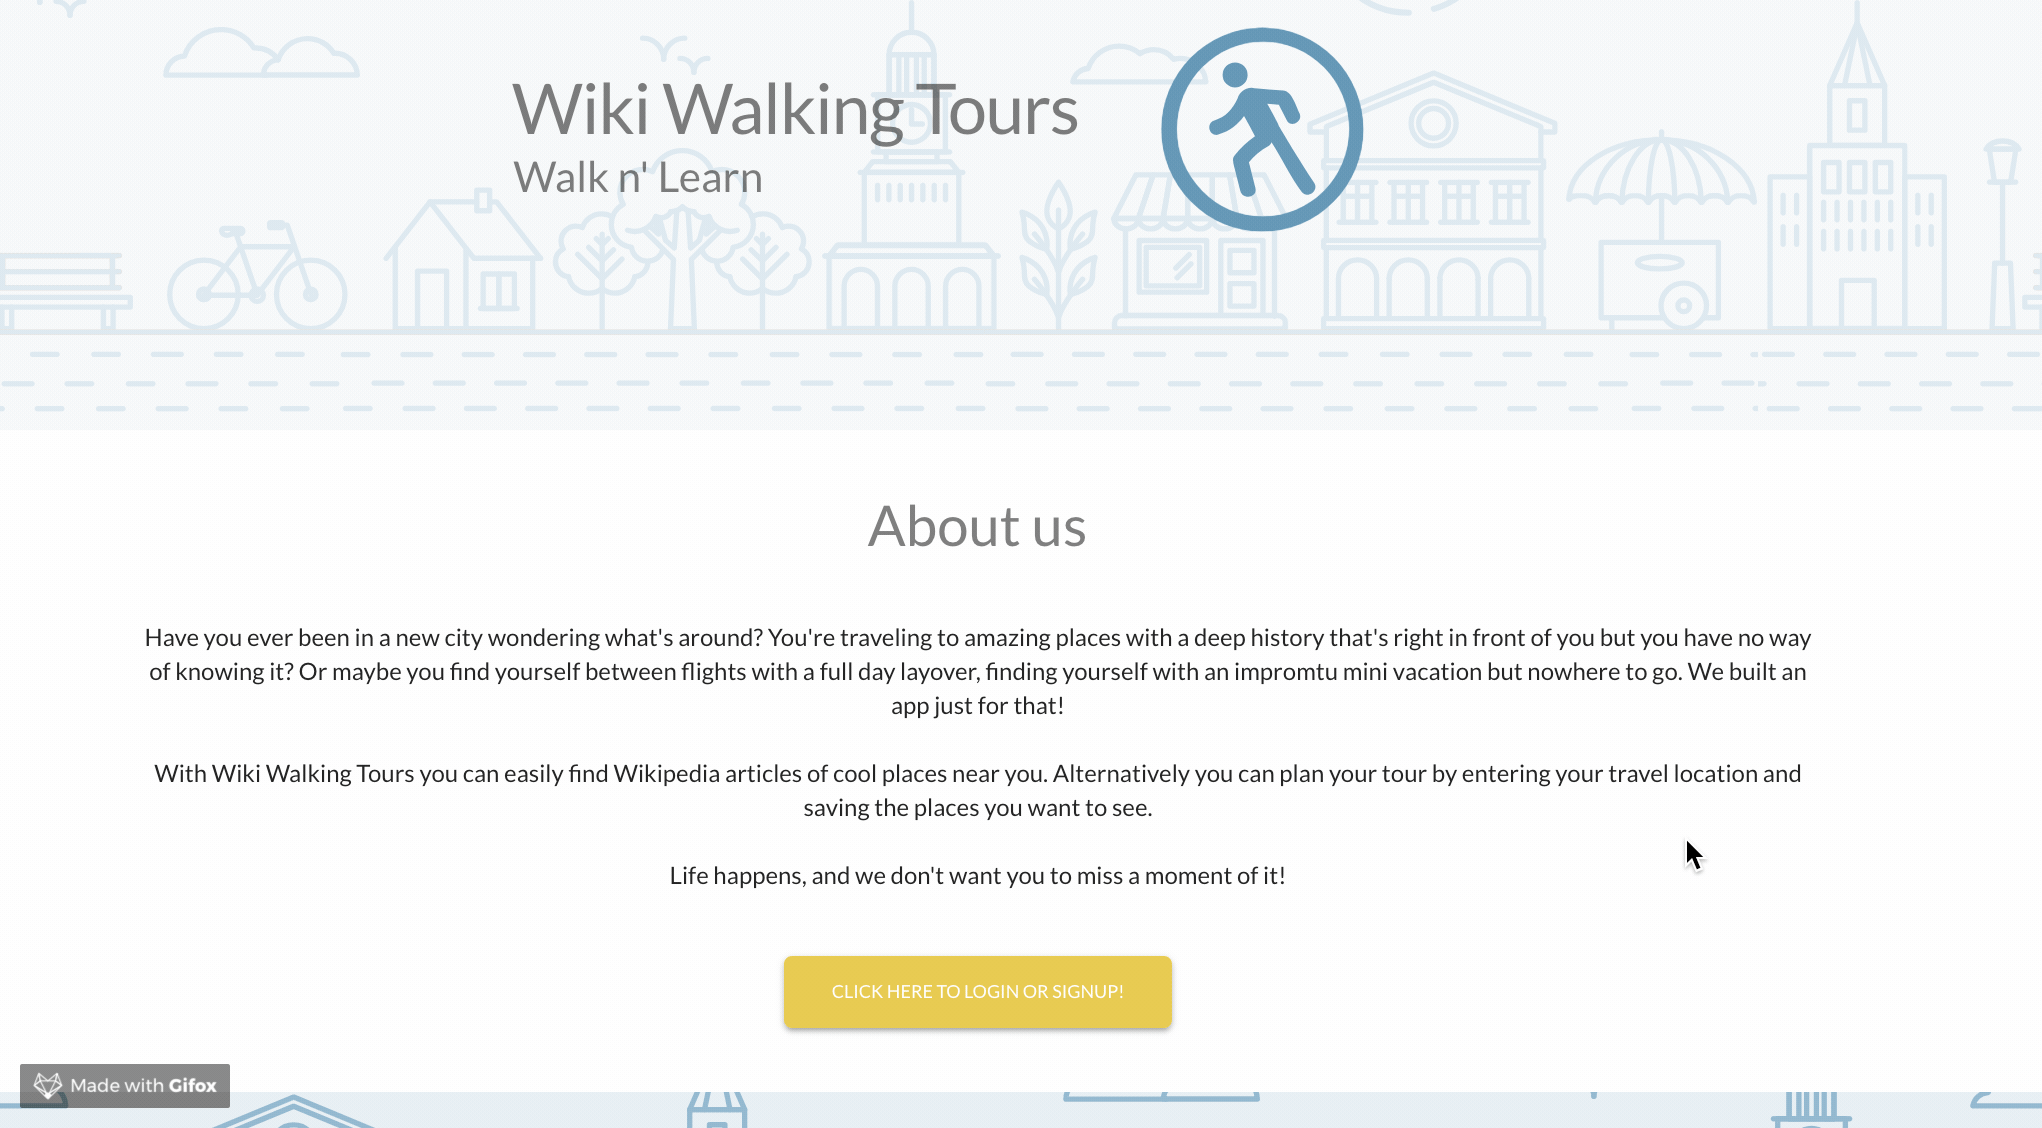 Wiki Walking Tours
Walk n' Learn
About us
Have you ever been in a new city wondering what's around? You're traveling to amazing places with a deep history that's right in front of you but you have no way
of knowing it? Or maybe you find yourself between flights with a full day layover, finding yourself with an impromtu mini vacation but nowhere to go. We built an
app just for that!
With Wiki Walking Tours you can easily find Wikipedia articles of cool places near you. Alternatively you can plan your tour by entering your travel location and
saving the places you want to see.
Life happens, and we don't want you to miss a moment of it!
CLICK HERE TO LOGIN OR SIGNUP!
Made with Gifox